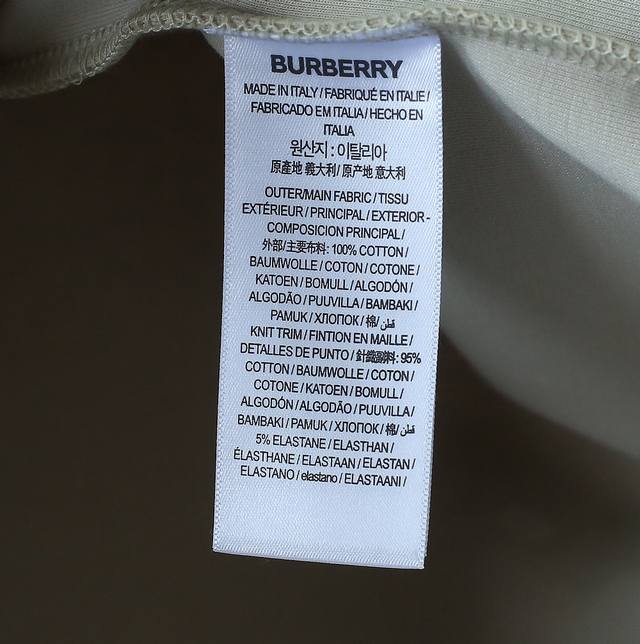 BURBERRY
MADE IN ITALY / FABRIQUÉ EN ITALIE /
FABRICADO EM ITALIA / HECHO EN
ITALIA
원산지 : 이탈리아
原產地 義大利 / 原产地 意大利
OUTER/MAIN FABRIC / TISSU
EXTÉRIEUR / PRINCIPAL / EXTERIOR -
COMPOSICION PRINCIPAL /
外部/主要布料: 100% COTTON /
BAUMWOLLE / COTON / COTONE /
KATOEN / BOMULL / ALGODÓN /
ALGODÃO / PUUVILLA / BAMBAKI /
PAMUK / ХЛОПОК / 棉/ قطن
KNIT TRIM / FINTION EN MAILLE /
DETALLES DE PUNTO / 針織副料: 95%
COTTON / BAUMWOLLE / COTON /
COTONE / KATOEN / BOMULL /
ALGODÓN / ALGODÃO / PUUVILLA /
BAMBAKI / PAMUK / ХЛОПОК / 棉/ قطن
5% ELASTANE / ELASTHAN /
ÉLASTHANE / ELASTAAN / ELASTAN /
ELASTANO / elastano / ELASTAANI /